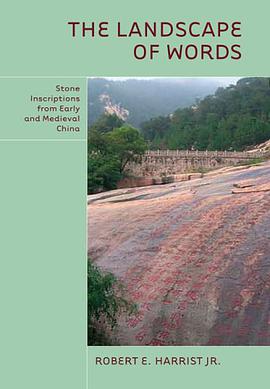 THE LANDSCAPE
OF WORDS
Stone
Inscriptions
from Early
and Medieval
China
ROBERT E. HARRIST JR.